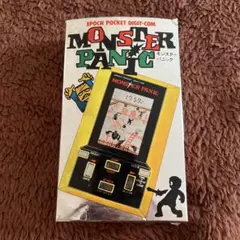 EPOCH POCKET DIGIT-COM
MONSTER
PANIC
モンスター
パニック
MONSTER PANIC